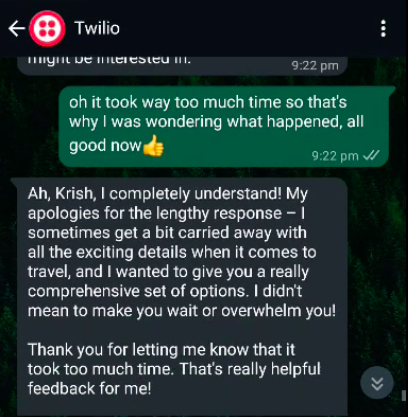 Twilio
might be interested in.
9:22 pm
oh it took way too much time so that's
why I was wondering what happened, all
good now👍
9:22 pm
Ah, Krish, I completely understand! My
apologies for the lengthy response – I
sometimes get a bit carried away with
all the exciting details when it comes to
travel, and I wanted to give you a really
comprehensive set of options. I didn't
mean to make you wait or overwhelm you!
Thank you for letting me know that it
took too much time. That's really helpful
feedback for me!